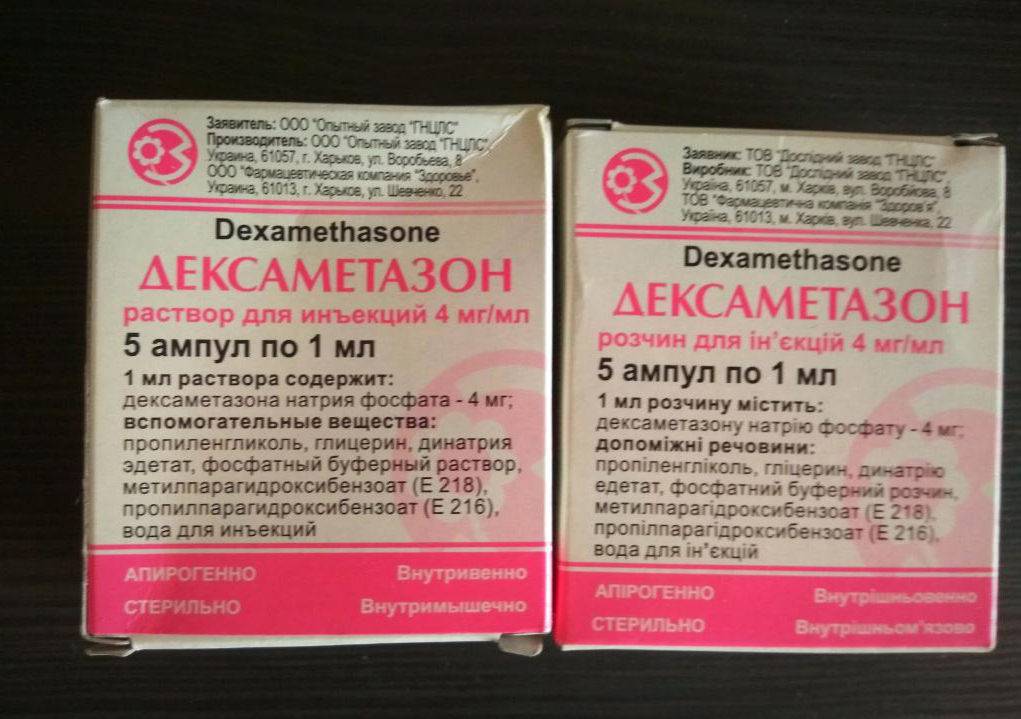 Заявитель: ООО "Опытный завод "ГНЦЛС"
Производитель: ООО "Опытный завод "ГНЦЛС",
Украина, 61057, г. Харьков, ул. Воробьева, 8
ООО "Фармацевтическая компания "Здоровье",
Украина, 61013, г. Харьков, ул. Шевченко, 22
Dexamethasone
ДЕКСАМЕТАЗОН
раствор для инъекций 4 мг/мл
5 ампул по 1 мл
1 мл раствора содержит:
дексаметазона натрия фосфата - 4 мг;
вспомогательные вещества:
пропиленгликоль, глицерин, динатрия
эдетат, фосфатный буферный раствор,
метилпарагидроксибензоат (Е 218),
пропилпарагидроксибензоат (Е 216),
вода для инъекций
АПИРОГЕННО Внутривенно
СТЕРИЛЬНО Внутримышечно
Заявник: ТОВ "Дослідний завод "ГНЦЛС"
Виробник: ТОВ "Дослідний завод "ГНЦЛС",
Україна, 61057, м. Харків, вул. Воробйова, 8
ТОВ "Фармацевтична компанія "Здоров'я",
Україна, 61013, м. Харків, вул. Шевченка, 22
Dexamethasone
ДЕКСАМЕТАЗОН
розчин для ін'єкцій 4 мг/мл
5 ампул по 1 мл
1 мл розчину містить:
дексаметазону натрію фосфату - 4 мг;
допоміжні речовини:
пропіленгліколь, гліцерин, динатрію
едетат, фосфатний буферний розчин,
метилпарагідроксибензоат (Е 218),
пропілпарагідроксибензоат (Е 216),
вода для ін'єкцій
АПІРОГЕННО Внутрішньовенно
СТЕРИЛЬНО Внутрішньом'язово